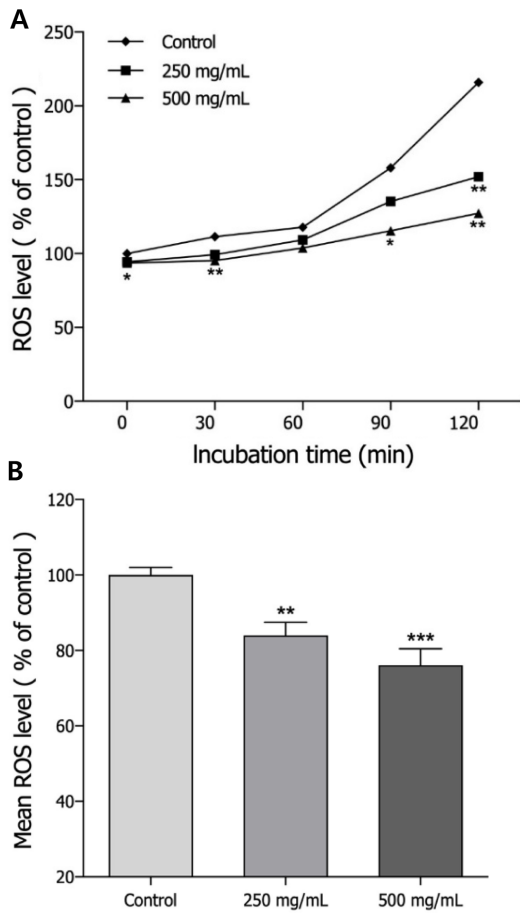 A
250
200
150
100
50
0
ROS level ( % of control )
Control
250 mg/mL
500 mg/mL
*
**
*
**
**
0 30 60 90 120
Incubation time (min)
B
120
100
80
60
40
20
Mean ROS level ( % of control )
**
***
Control 250 mg/mL 500 mg/mL